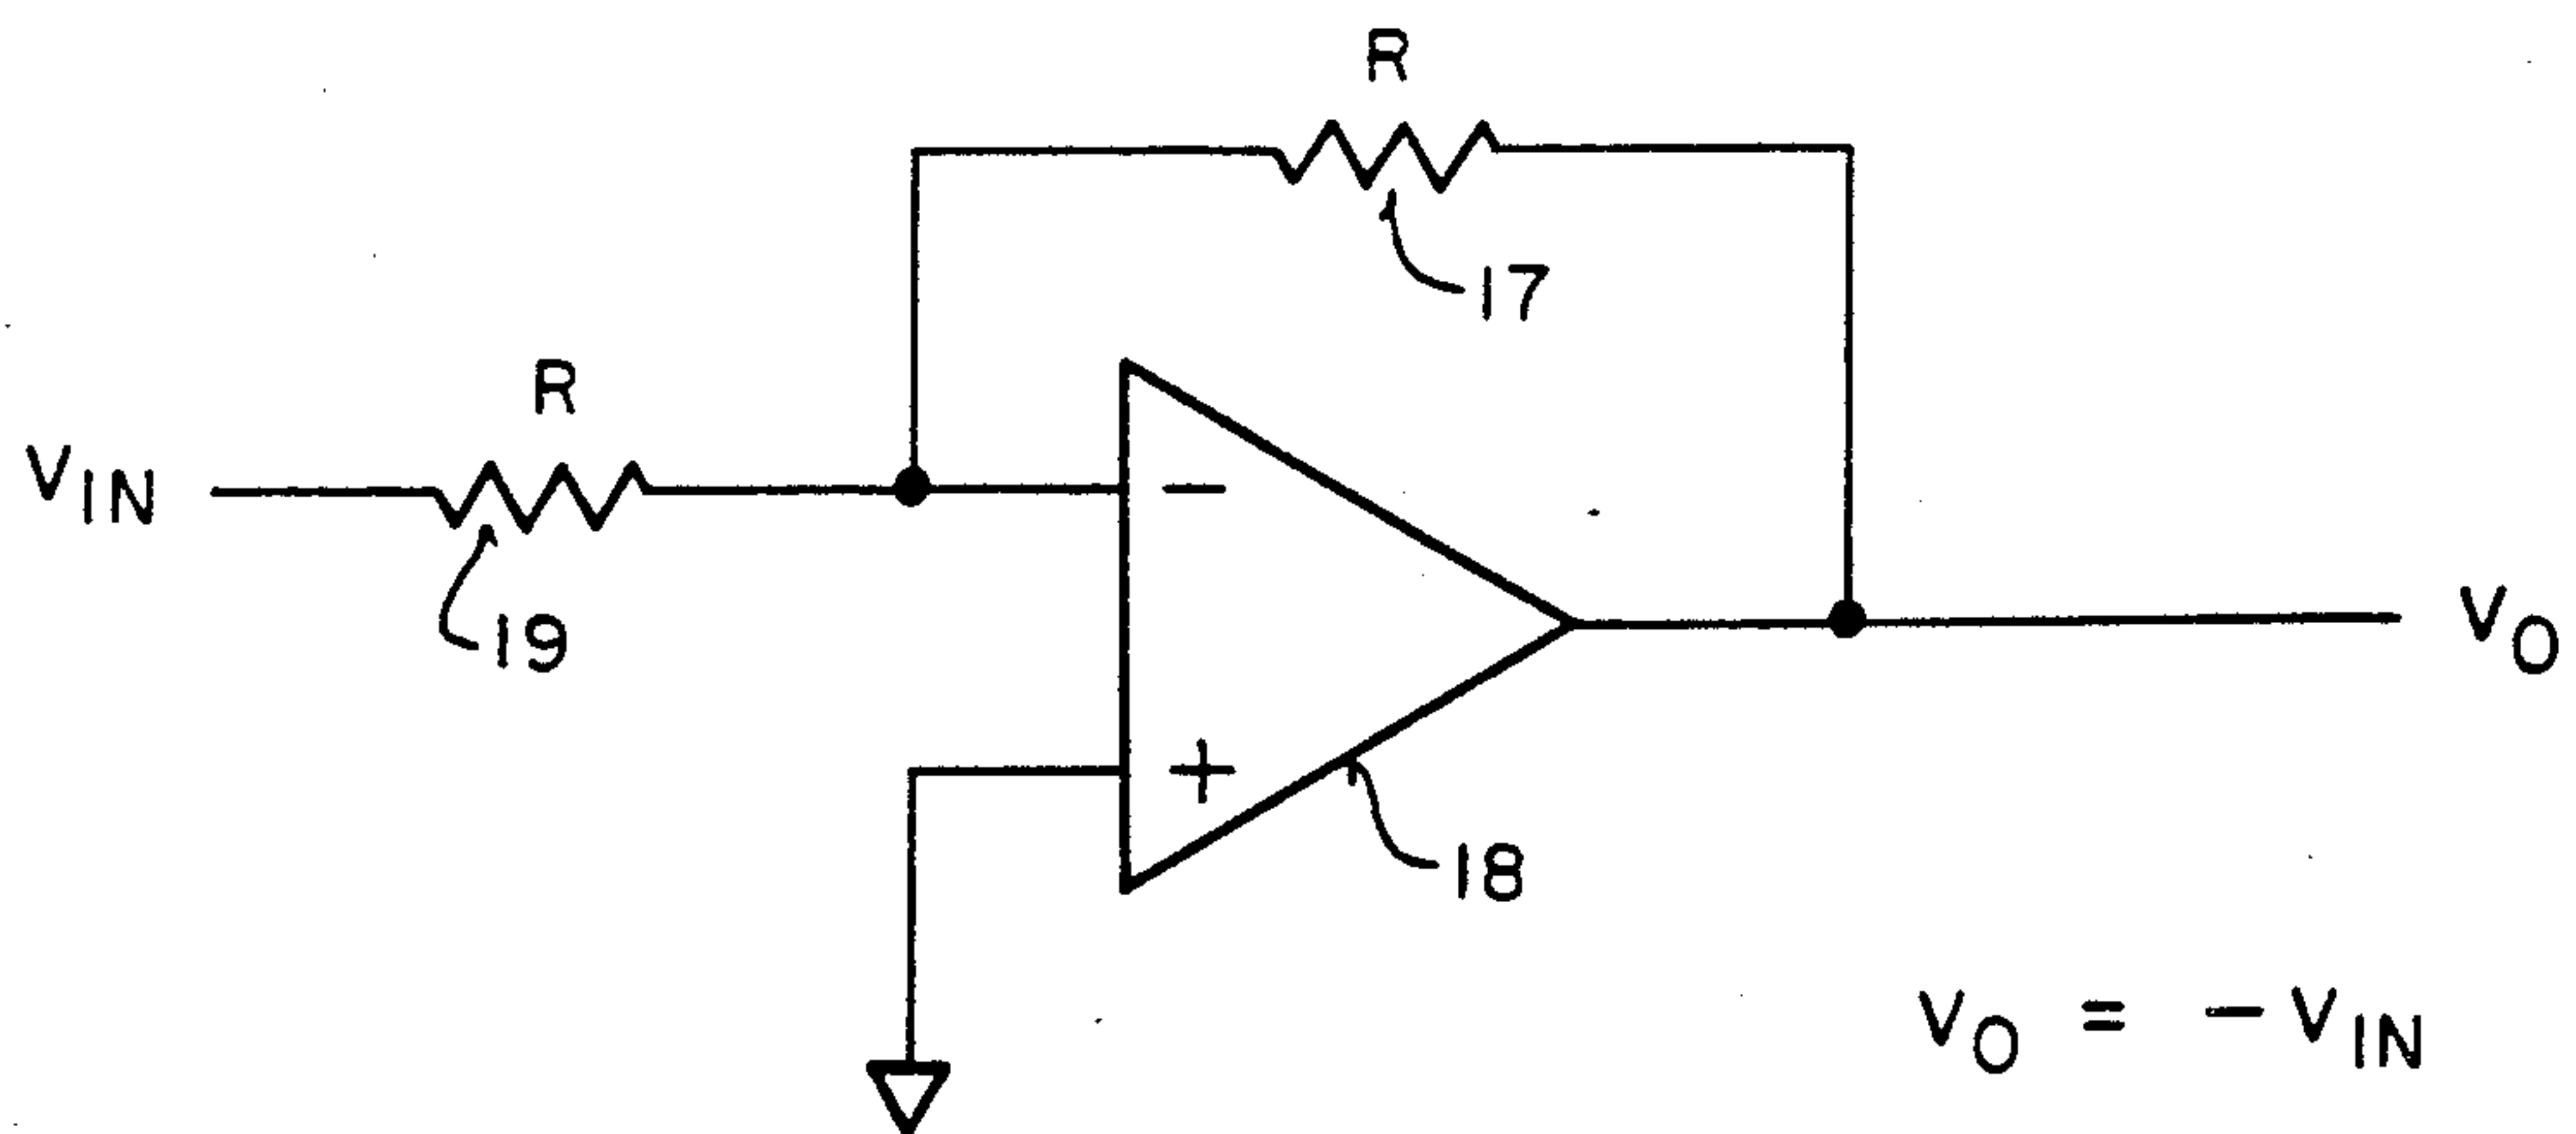 R
17
R
V_IN
19
-
+
V_O
18
V_O = -V_IN